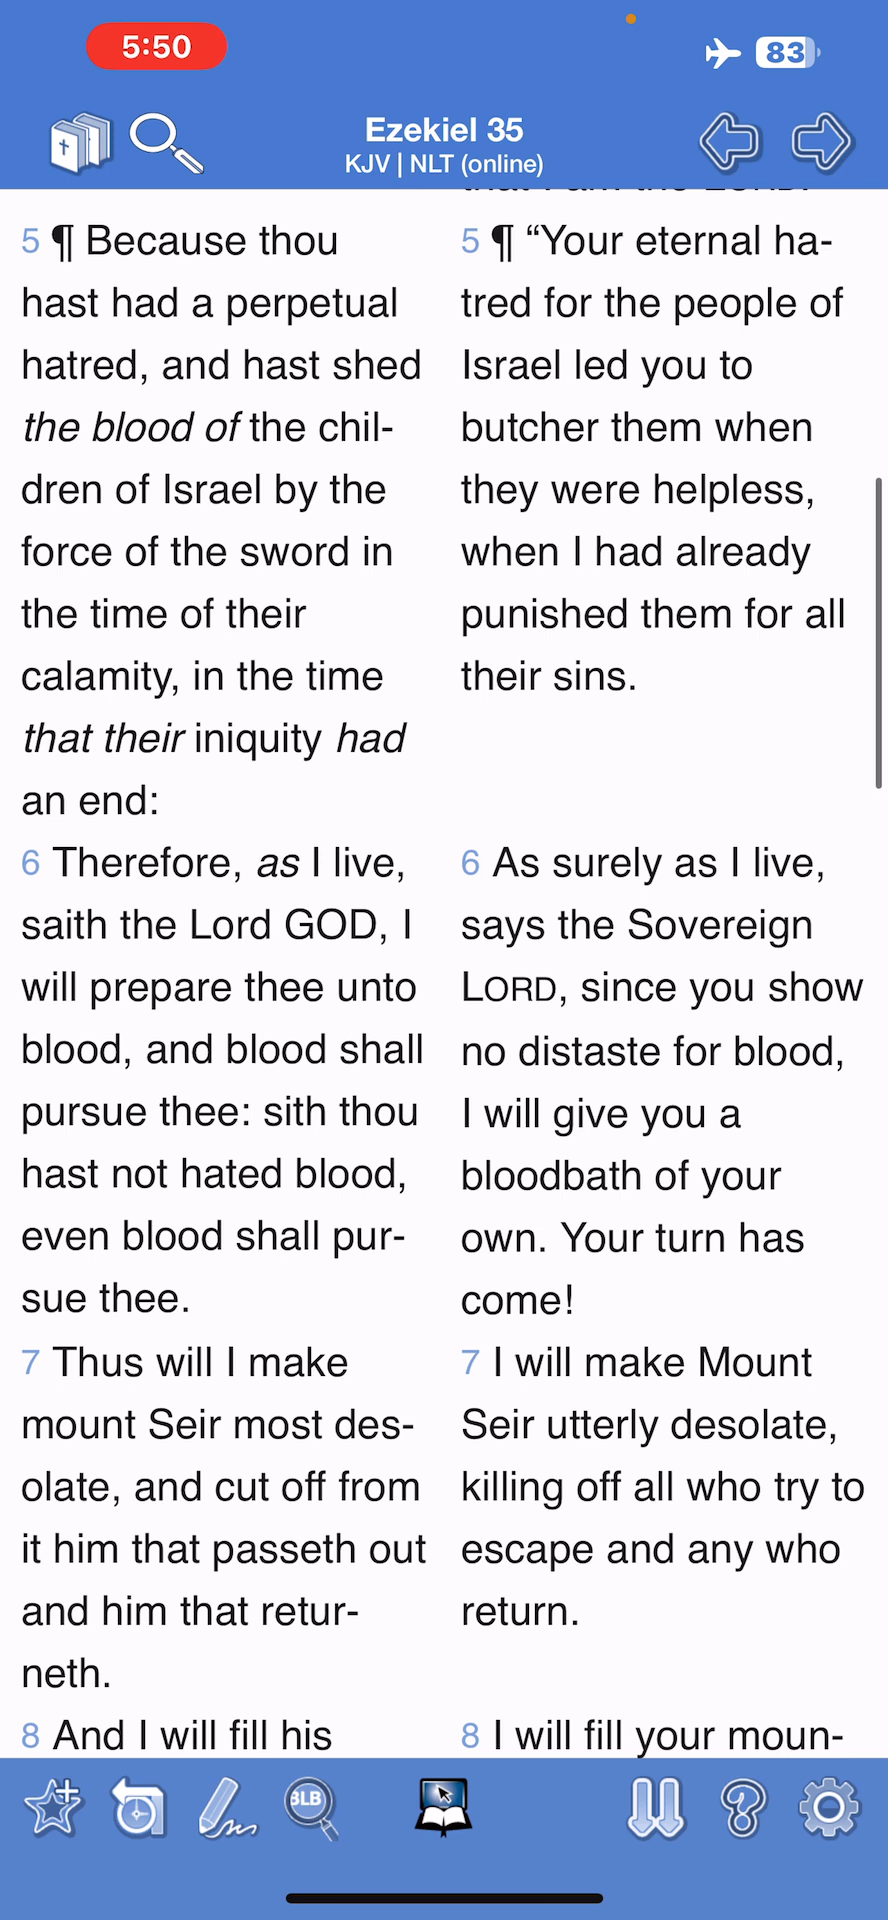 5:50
83
Ezekiel 35
KJV | NLT (online)
5 ¶ Because thou
hast had a perpetual
hatred, and hast shed
the blood of the chil-
dren of Israel by the
force of the sword in
the time of their
calamity, in the time
that their iniquity had
an end:
6 Therefore, as I live,
saith the Lord GOD, I
will prepare thee unto
blood, and blood shall
pursue thee: sith thou
hast not hated blood,
even blood shall pur-
sue thee.
7 Thus will I make
mount Seir most des-
olate, and cut off from
it him that passeth out
and him that retur-
neth.
8 And I will fill his
that I am the LORD.
5 ¶ “Your eternal ha-
tred for the people of
Israel led you to
butcher them when
they were helpless,
when I had already
punished them for all
their sins.
6 As surely as I live,
says the Sovereign
LORD, since you show
no distaste for blood,
I will give you a
bloodbath of your
own. Your turn has
come!
7 I will make Mount
Seir utterly desolate,
killing off all who try to
escape and any who
return.
8 I will fill your moun-
BLB